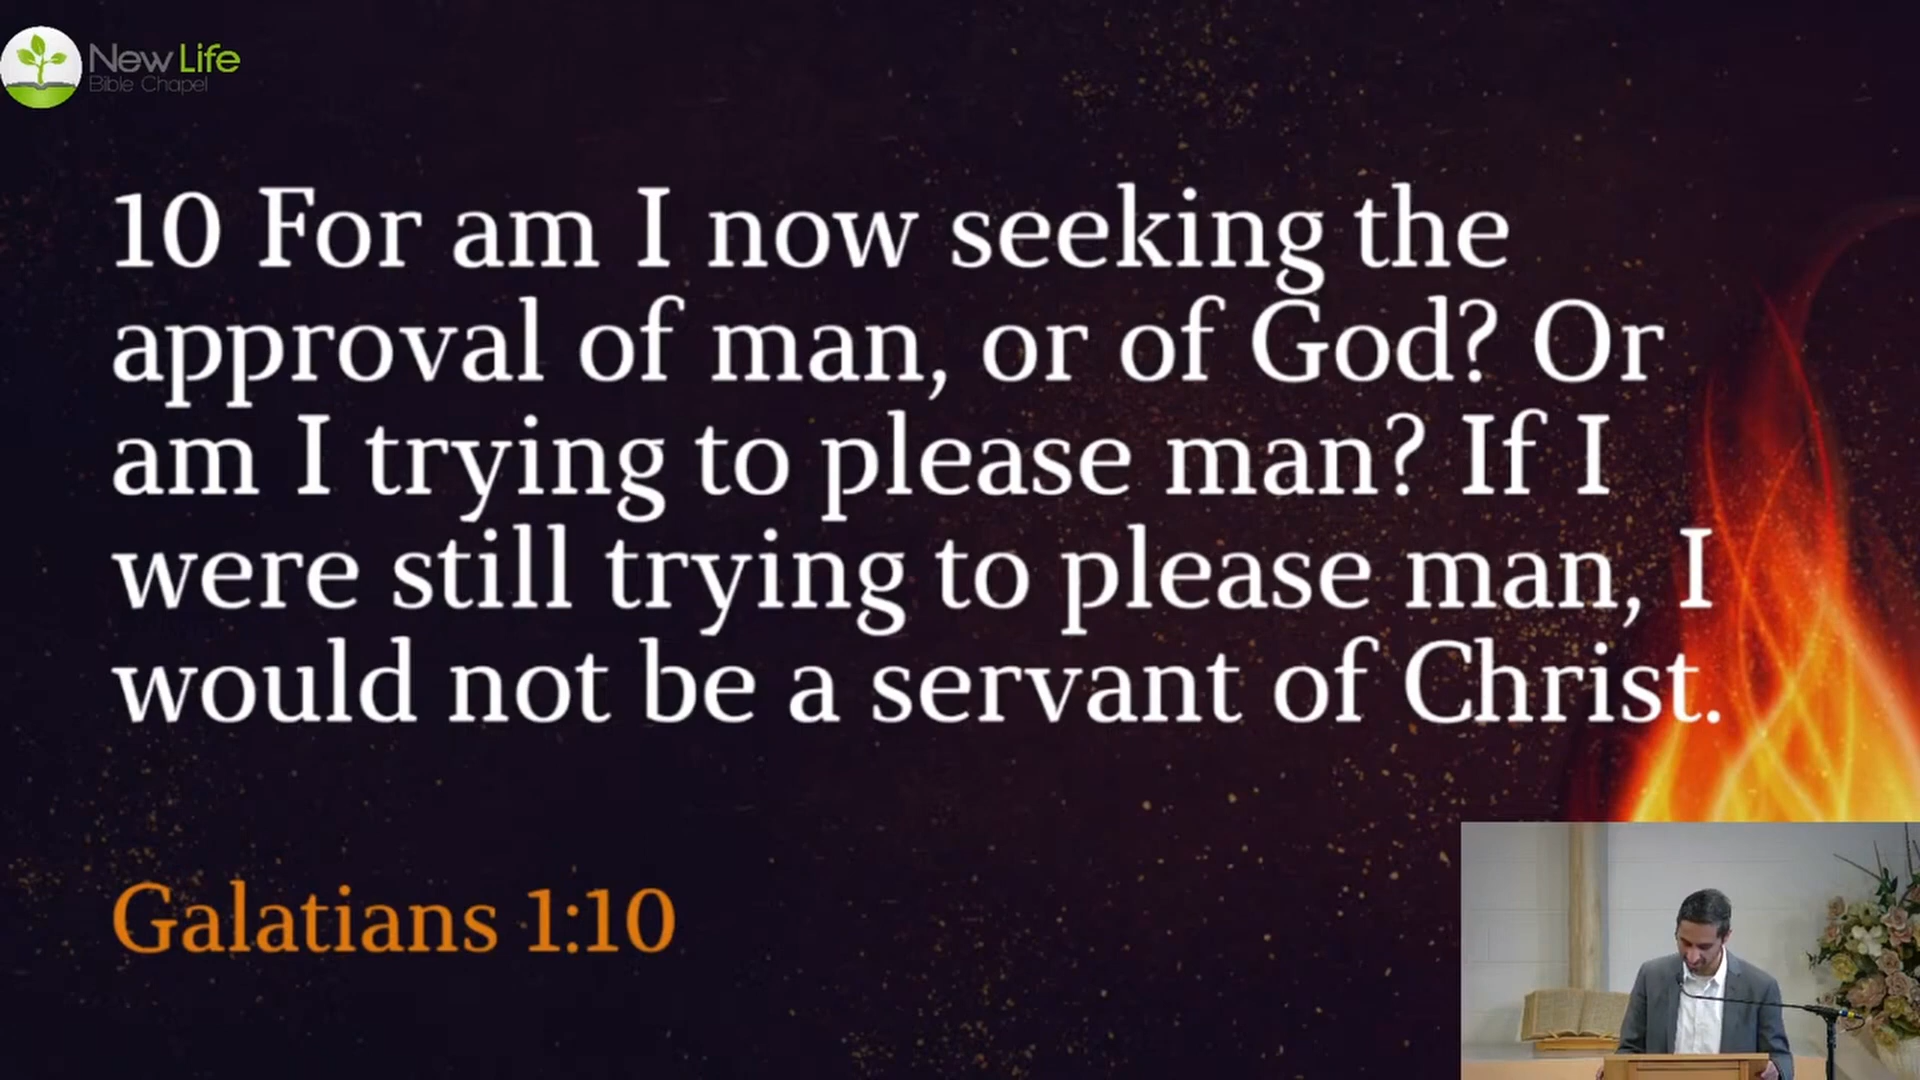 New Life
Bible Chapel
10 For am I now seeking the
approval of man, or of God? Or
am I trying to please man? If I
were still trying to please man, I
would not be a servant of Christ.
Galatians 1:10